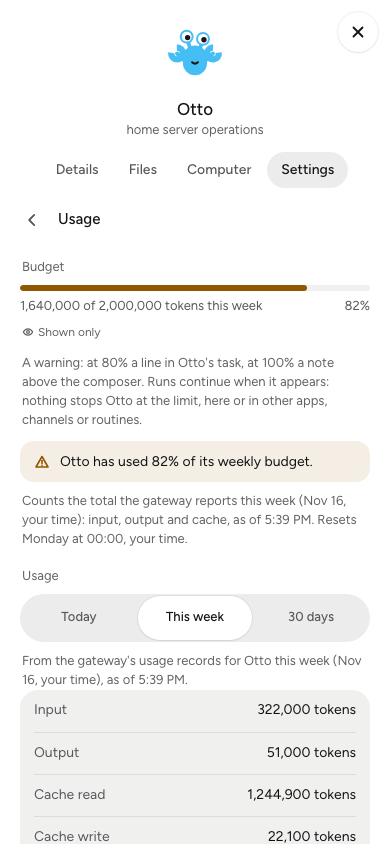 Otto
home server operations
Details Files Computer Settings
Usage
Budget
1,640,000 of 2,000,000 tokens this week 82%
Shown only
A warning: at 80% a line in Otto's task, at 100% a note
above the composer. Runs continue when it appears:
nothing stops Otto at the limit, here or in other apps,
channels or routines.
Otto has used 82% of its weekly budget.
Counts the total the gateway reports this week (Nov 16,
your time): input, output and cache, as of 5:39 PM. Resets
Monday at 00:00, your time.
Usage
Today This week 30 days
From the gateway's usage records for Otto this week (Nov
16, your time), as of 5:39 PM.
Input 322,000 tokens
Output 51,000 tokens
Cache read 1,244,900 tokens
Cache write 22,100 tokens